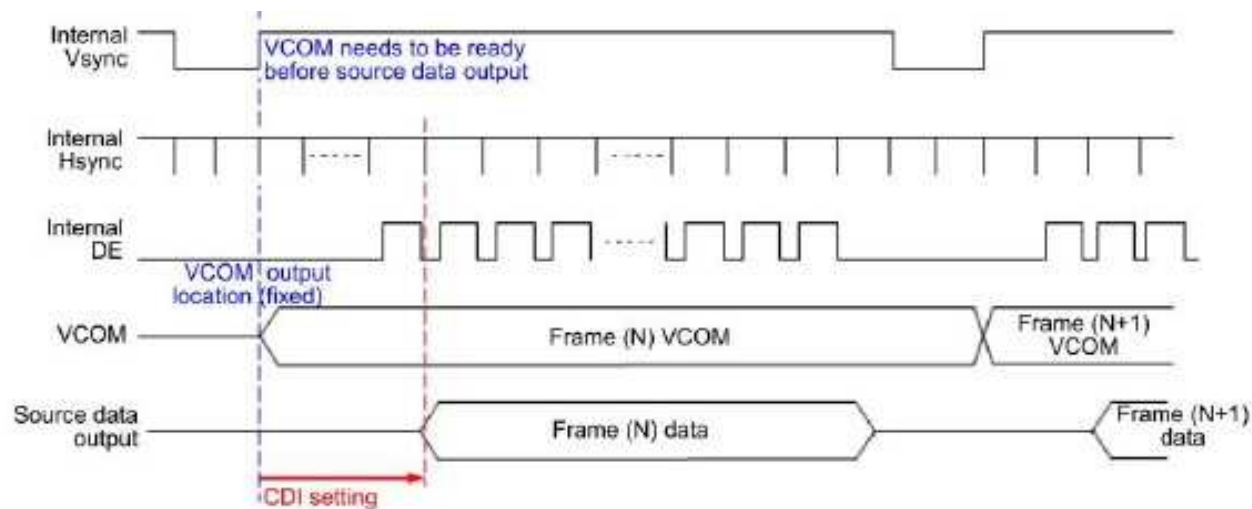 Internal
Vsync
VCOM needs to be ready
before source data output
Internal
Hsync
Internal
DE
VCOM output
location (fixed)
VCOM
Frame (N) VCOM
Frame (N+1)
VCOM
Source data
output
Frame (N) data
Frame (N+1)
data
CDI setting